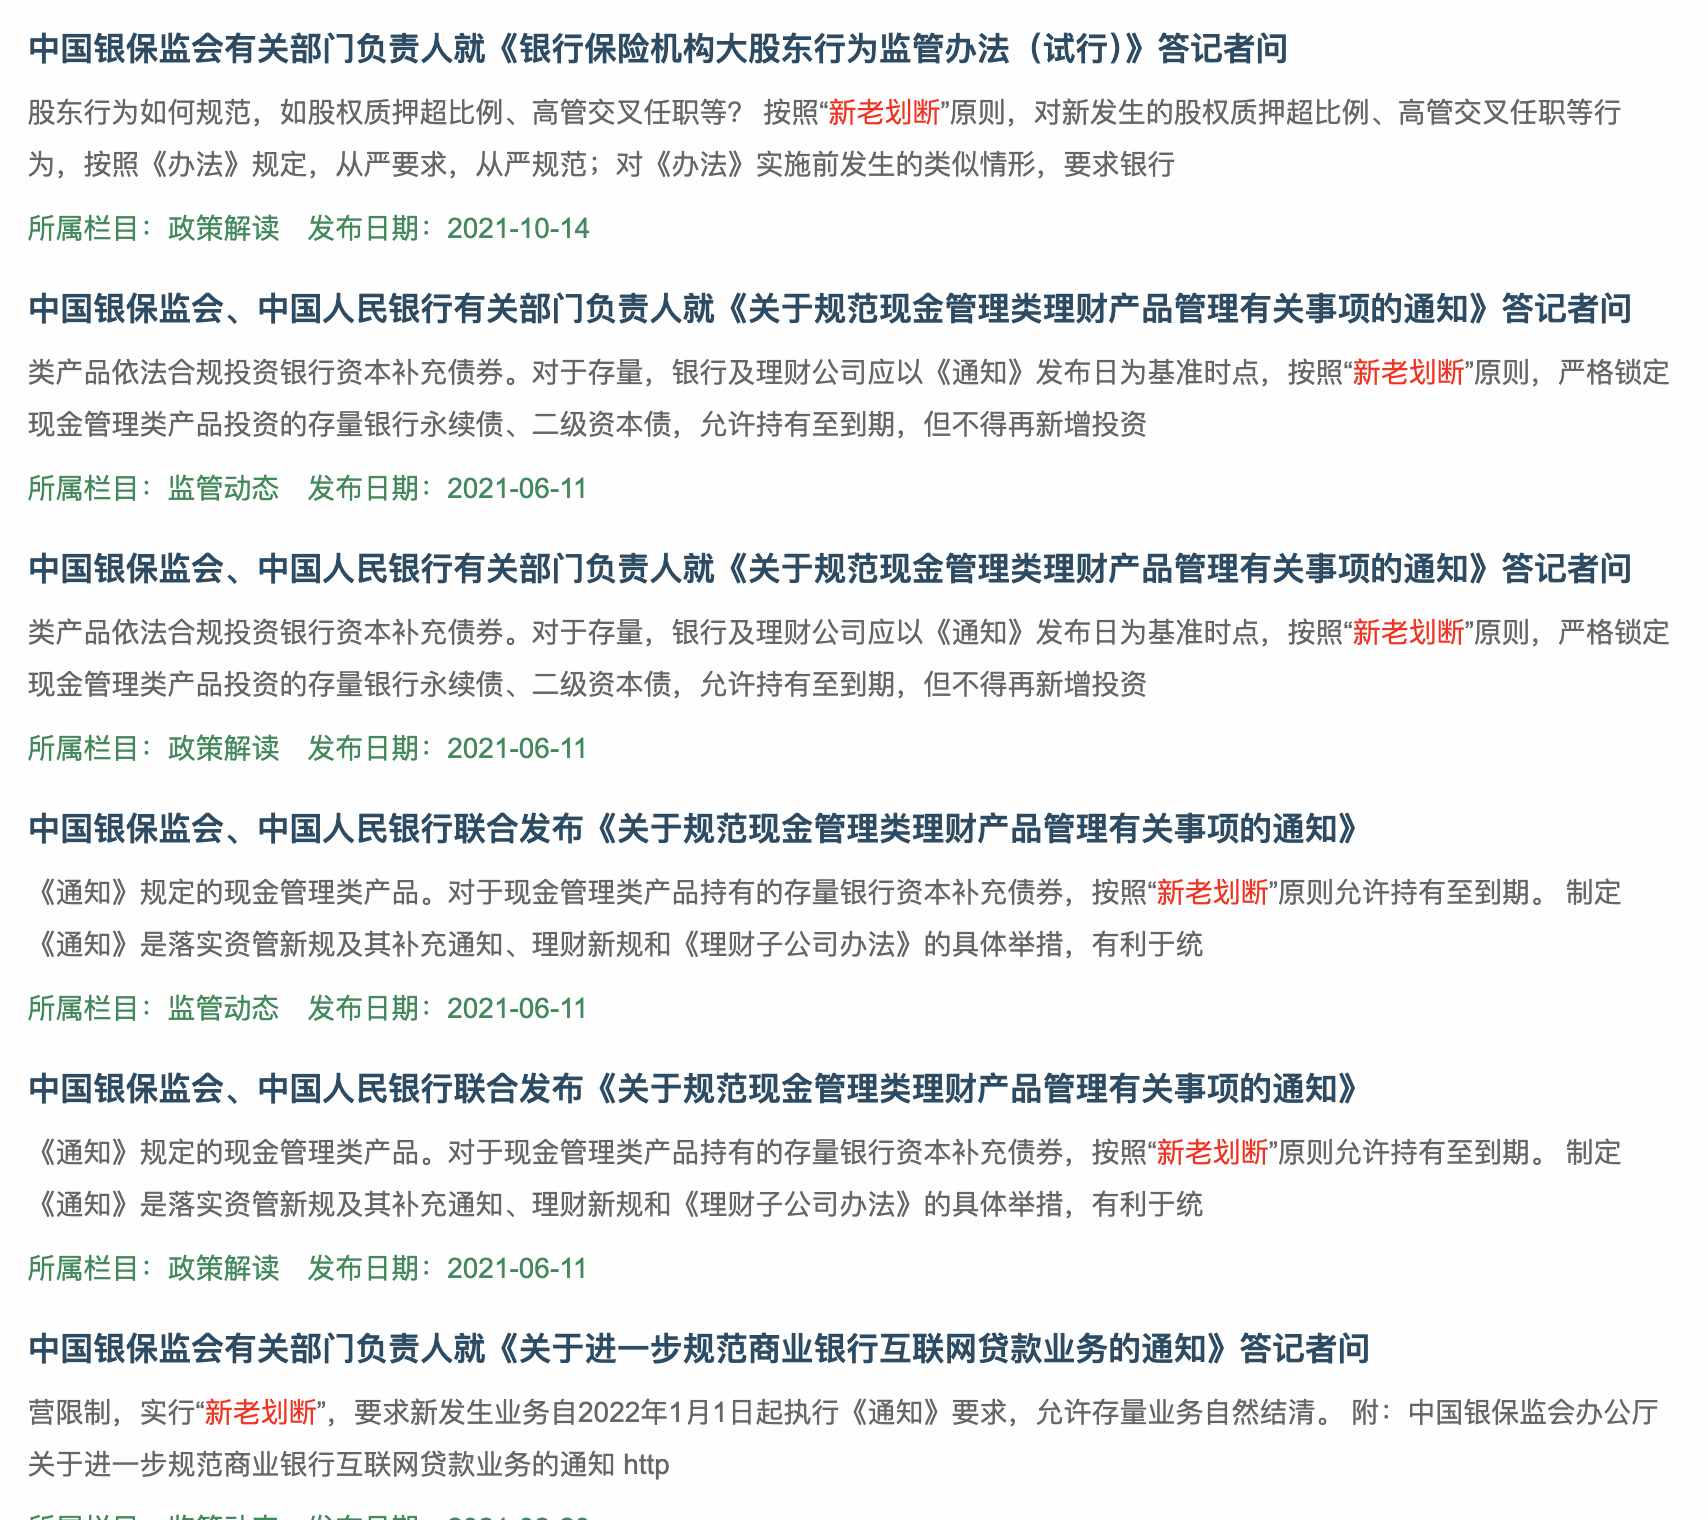 中国银保监会有关部门负责人就《银行保险机构大股东行为监管办法（试行）》答记者问
股东行为如何规范，如股权质押超比例、高管交叉任职等？ 按照“新老划断”原则，对新发生的股权质押超比例、高管交叉任职等行
为，按照《办法》规定，从严要求，从严规范；对《办法》实施前发生的类似情形，要求银行
所属栏目：政策解读 发布日期：2021-10-14
中国银保监会、中国人民银行有关部门负责人就《关于规范现金管理类理财产品管理有关事项的通知》答记者问
类产品依法合规投资银行资本补充债券。对于存量，银行及理财公司应以《通知》发布日为基准时点，按照“新老划断”原则，严格锁定
现金管理类产品投资的存量银行永续债、二级资本债，允许持有至到期，但不得再新增投资
所属栏目：监管动态 发布日期：2021-06-11
中国银保监会、中国人民银行有关部门负责人就《关于规范现金管理类理财产品管理有关事项的通知》答记者问
类产品依法合规投资银行资本补充债券。对于存量，银行及理财公司应以《通知》发布日为基准时点，按照“新老划断”原则，严格锁定
现金管理类产品投资的存量银行永续债、二级资本债，允许持有至到期，但不得再新增投资
所属栏目：政策解读 发布日期：2021-06-11
中国银保监会、中国人民银行联合发布《关于规范现金管理类理财产品管理有关事项的通知》
《通知》规定的现金管理类产品。对于现金管理类产品持有的存量银行资本补充债券，按照“新老划断”原则允许持有至到期。 制定
《通知》是落实资管新规及其补充通知、理财新规和《理财子公司办法》的具体举措，有利于统
所属栏目：监管动态 发布日期：2021-06-11
中国银保监会、中国人民银行联合发布《关于规范现金管理类理财产品管理有关事项的通知》
《通知》规定的现金管理类产品。对于现金管理类产品持有的存量银行资本补充债券，按照“新老划断”原则允许持有至到期。 制定
《通知》是落实资管新规及其补充通知、理财新规和《理财子公司办法》的具体举措，有利于统
所属栏目：政策解读 发布日期：2021-06-11
中国银保监会有关部门负责人就《关于进一步规范商业银行互联网贷款业务的通知》答记者问
营限制，实行“新老划断”，要求新发生业务自2022年1月1日起执行《通知》要求，允许存量业务自然结清。 附：中国银保监会办公厅
关于进一步规范商业银行互联网贷款业务的通知 http